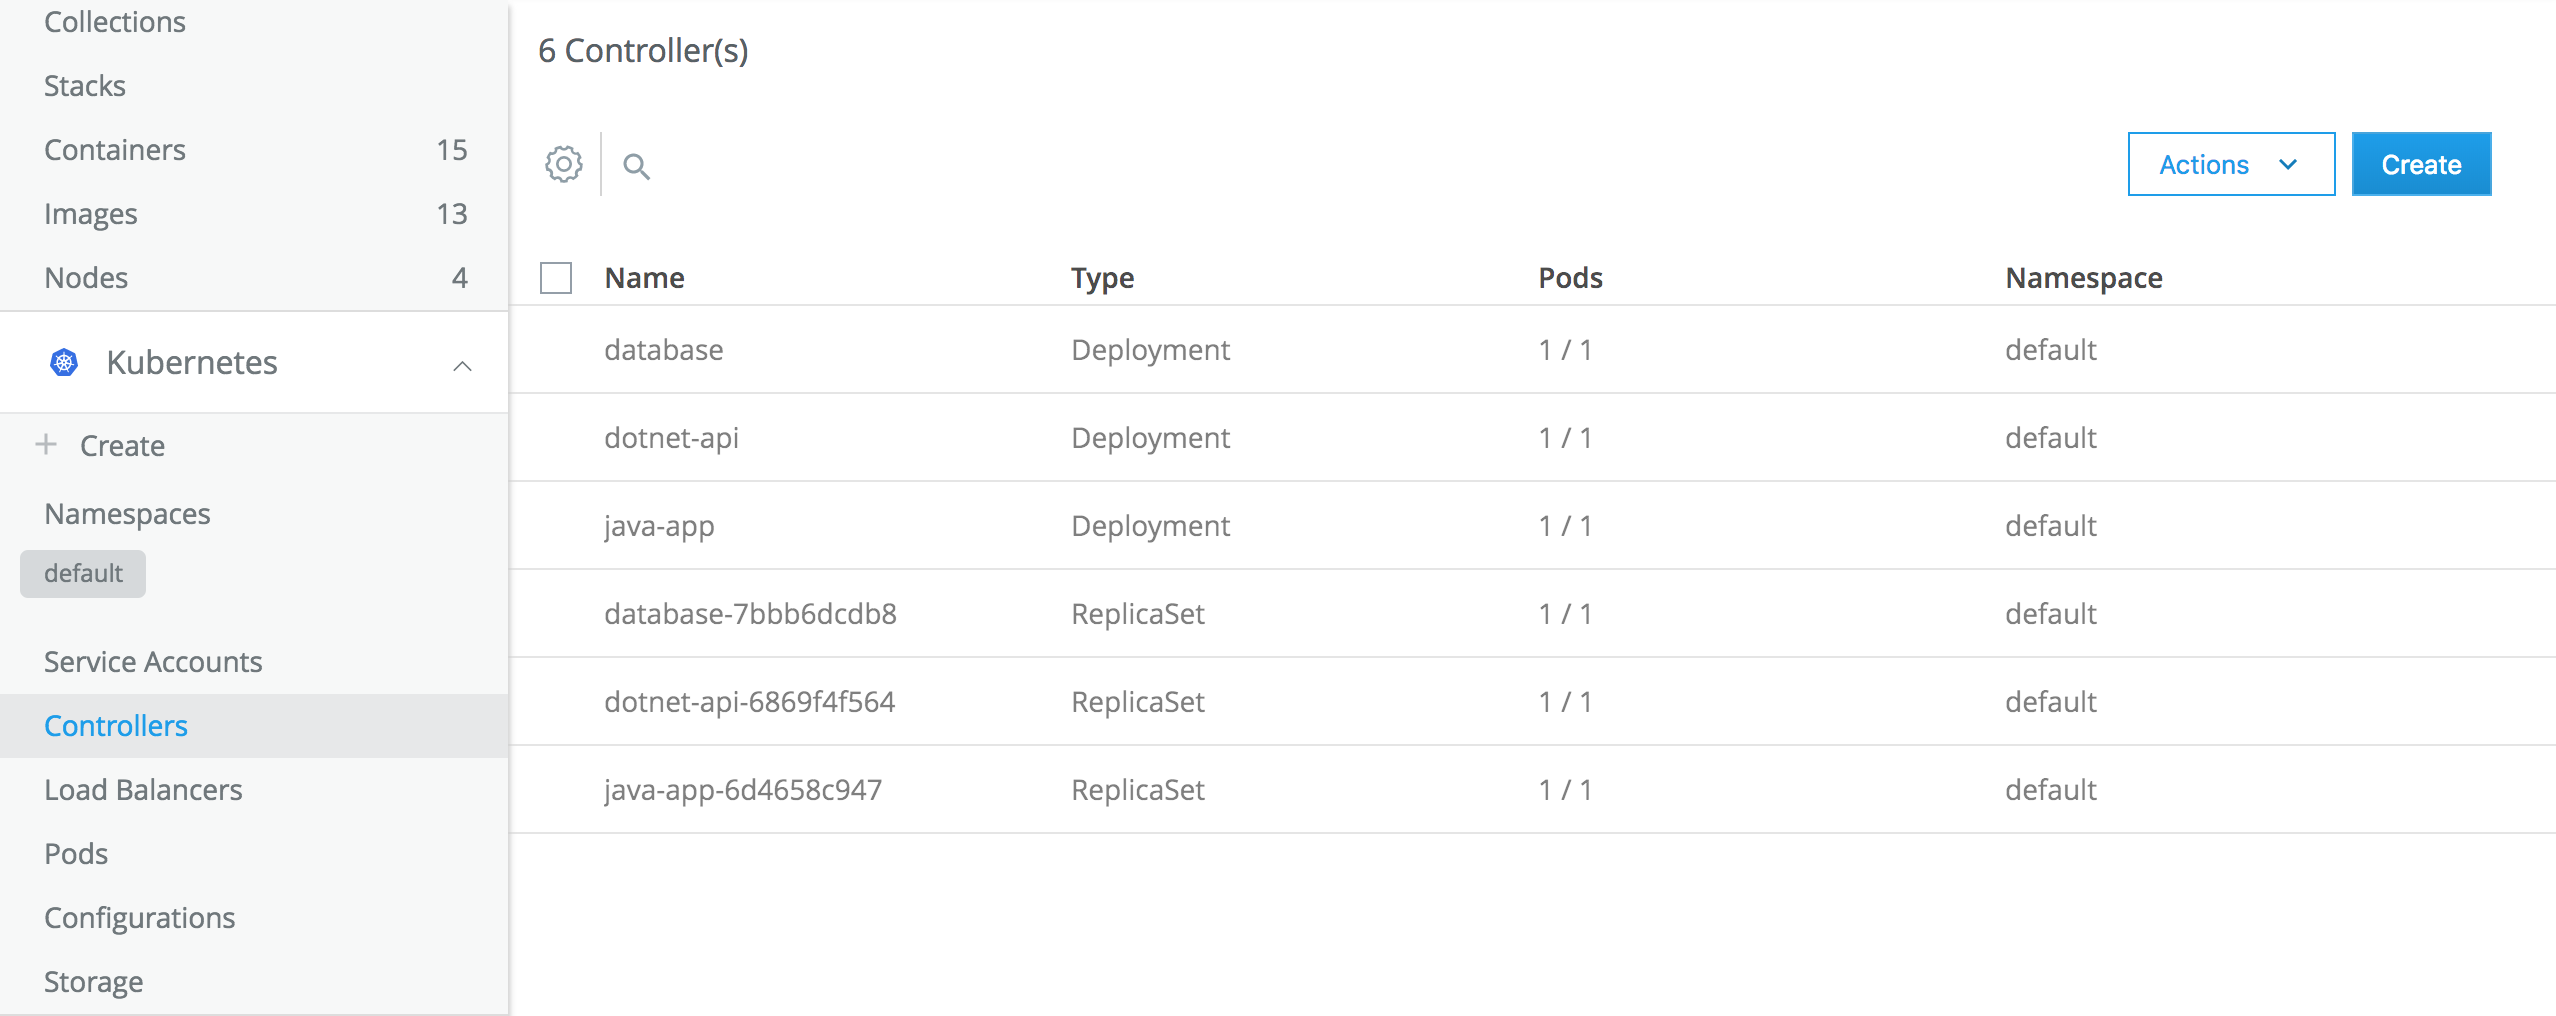 Collections
Stacks
Containers 15
Images 13
Nodes 4
Kubernetes
Create
Namespaces
default
Service Accounts
Controllers
Load Balancers
Pods
Configurations
Storage
6 Controller(s)
Actions Create
Name Type Pods Namespace
database Deployment 1 / 1 default
dotnet-api Deployment 1 / 1 default
java-app Deployment 1 / 1 default
database-7bbb6dcdb8 ReplicaSet 1 / 1 default
dotnet-api-6869f4f564 ReplicaSet 1 / 1 default
java-app-6d4658c947 ReplicaSet 1 / 1 default